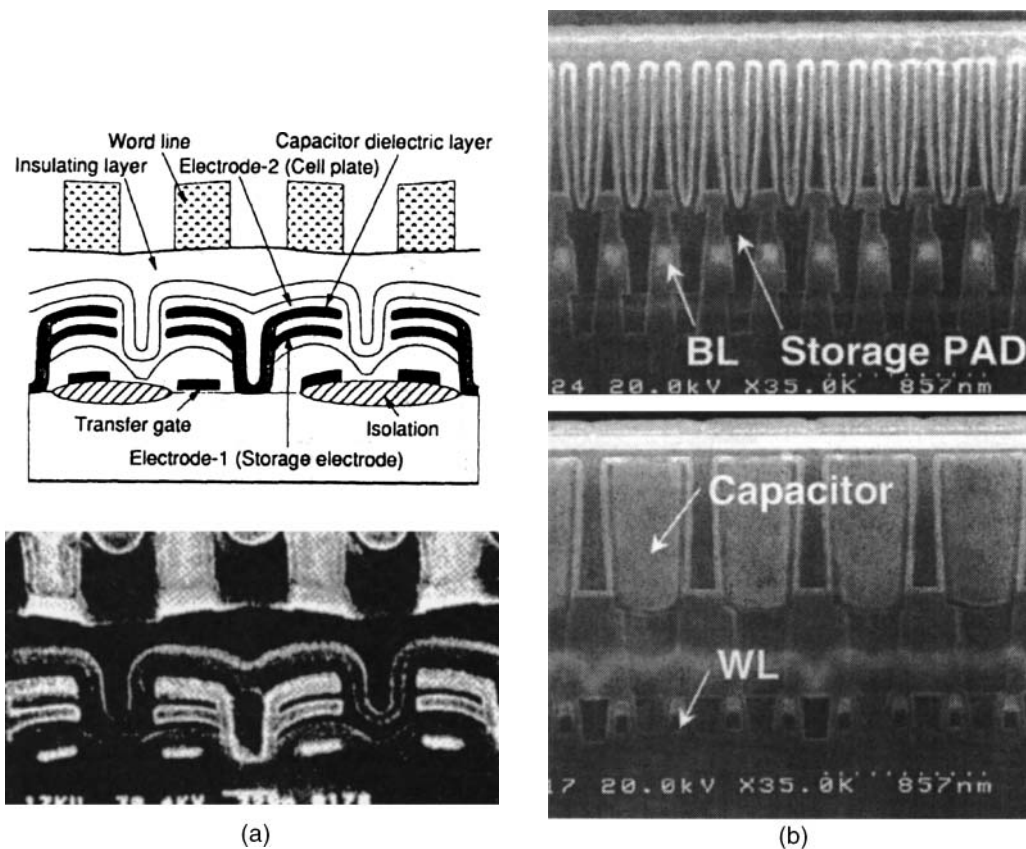 Word line
Capacitor dielectric layer
Insulating layer
Electrode-2 (Cell plate)
Transfer gate
Isolation
Electrode-1 (Storage electrode)
(a)
BL Storage PAD
24 20.0kV X35.0K 857nm
Capacitor
WL
17 20.0kV X35.0K 857nm
(b)